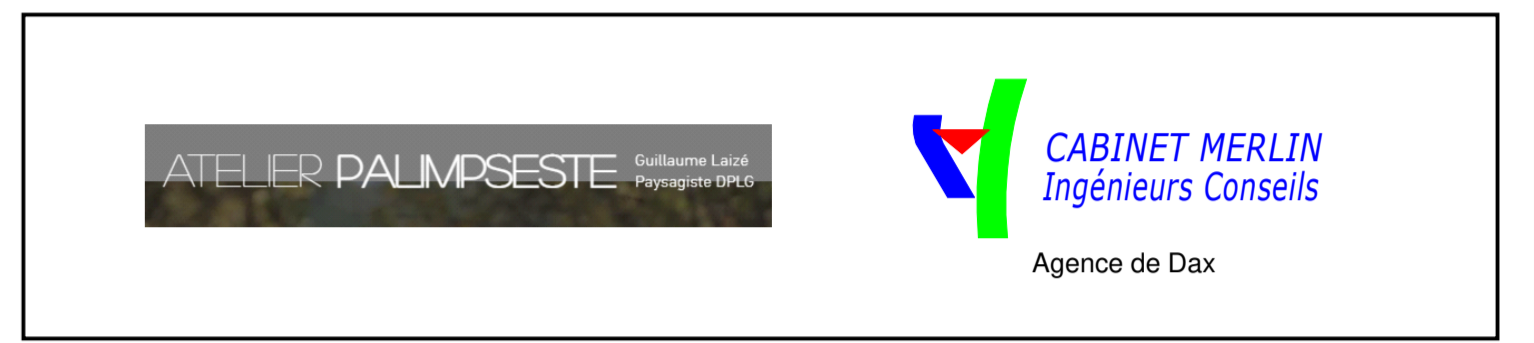 ATELIER PALIMPSESTE
Guillaume Laizé
Paysagiste DPLG
CABINET MERLIN
Ingénieurs Conseils
Agence de Dax